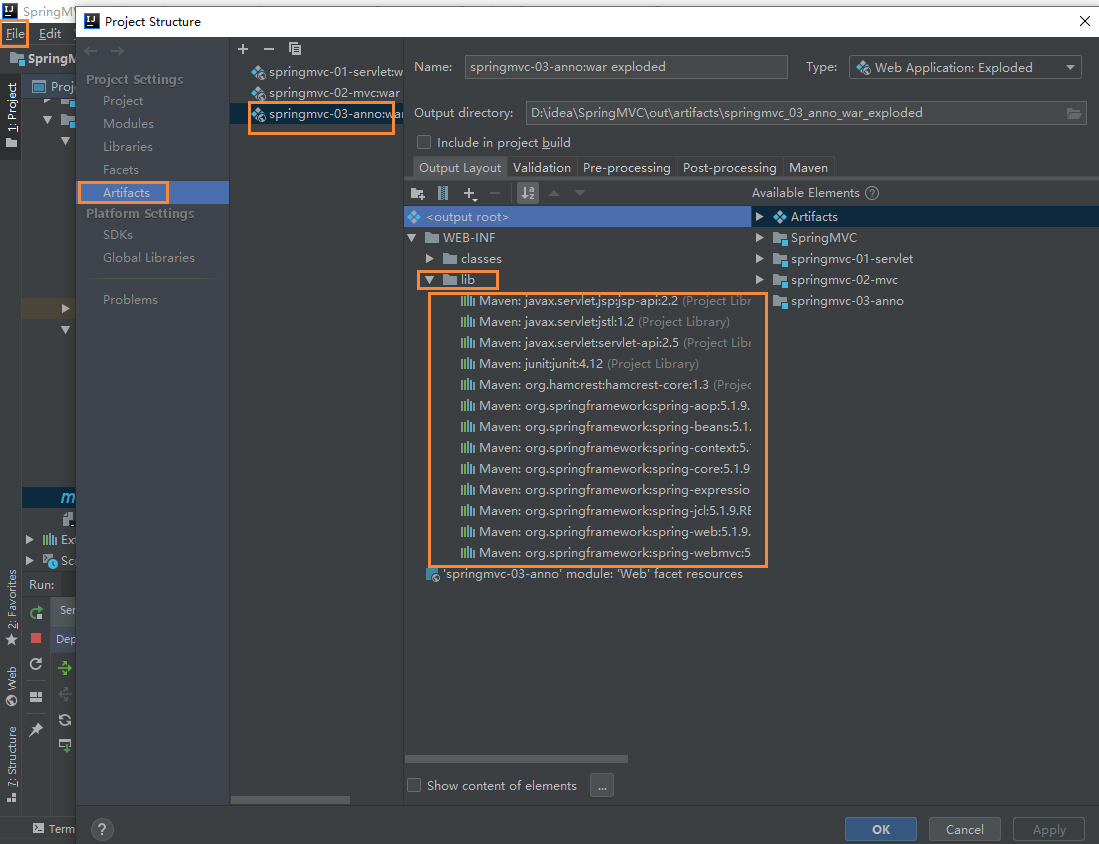 SpringM
Project Structure
File
Edit
SpringM
Project Settings
Project
Modules
Libraries
Facets
Artifacts
Platform Settings
SDKs
Global Libraries
Problems
springmvc-01-servlet:w
springmvc-02-mvc:war
springmvc-03-anno:war
Name:
springmvc-03-anno:war exploded
Type:
Web Application: Exploded
Output directory:
D:\idea\SpringMVC\out\artifacts\springmvc_03_anno_war_exploded
Include in project build
Output Layout
Validation
Pre-processing
Post-processing
Maven
Available Elements
<output root>
WEB-INF
classes
lib
Maven: javax.servlet.jsp:jsp-api:2.2 (Project Libr
Maven: javax.servlet:jstl:1.2 (Project Library)
Maven: javax.servlet:servlet-api:2.5 (Project Libr
Maven: junit:junit:4.12 (Project Library)
Maven: org.hamcrest:hamcrest-core:1.3 (Projec
Maven: org.springframework:spring-aop:5.1.9.
Maven: org.springframework:spring-beans:5.1.
Maven: org.springframework:spring-context:5.
Maven: org.springframework:spring-core:5.1.9
Maven: org.springframework:spring-expressio
Maven: org.springframework:spring-jcl:5.1.9.RE
Maven: org.springframework:spring-web:5.1.9.
Maven: org.springframework:spring-webmvc:5
'springmvc-03-anno' module: 'Web' facet resources
Artifacts
SpringMVC
springmvc-01-servlet
springmvc-02-mvc
springmvc-03-anno
Show content of elements
...
OK
Cancel
Apply
?
1: Project
Proj
m
Ext
Sc
Run:
Ser
Dep
2: Favorites
Web
7: Structure
Term